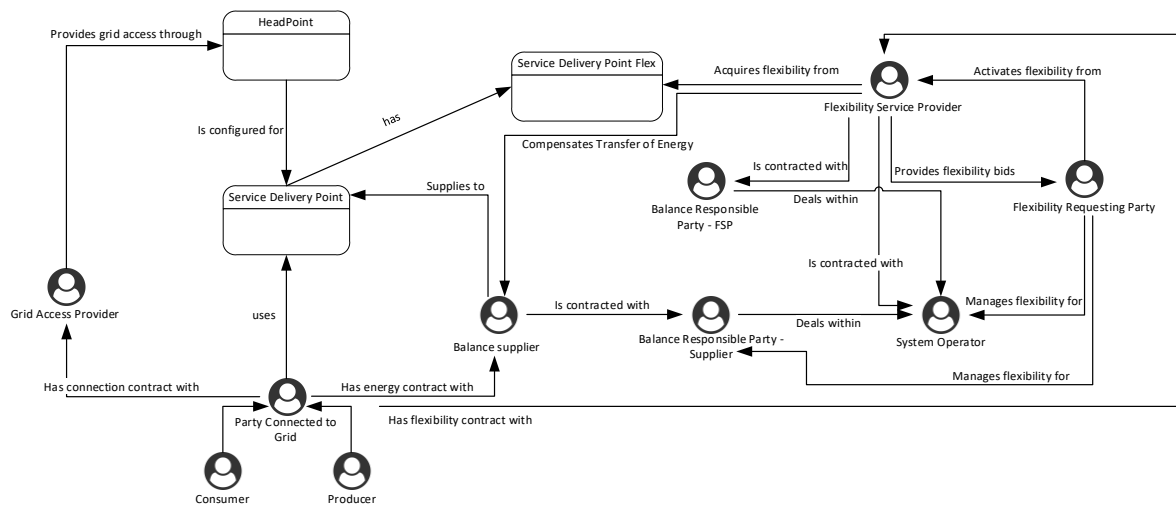 HeadPoint
Provides grid access through
Service Delivery Point Flex
Acquires flexibility from
Activates flexibility from
Flexibility Service Provider
has
Is configured for
Compensates Transfer of Energy
Is contracted with
Provides flexibility bids
Supplies to
Service Delivery Point
Balance Responsible
Party - FSP
Deals within
Flexibility Requesting Party
Is contracted with
Grid Access Provider
uses
Is contracted with
Manages flexibility for
Deals within
Balance supplier
Balance Responsible Party -
Supplier
System Operator
Has connection contract with
Has energy contract with
Manages flexibility for
Party Connected to
Grid
Has flexibility contract with
Consumer
Producer